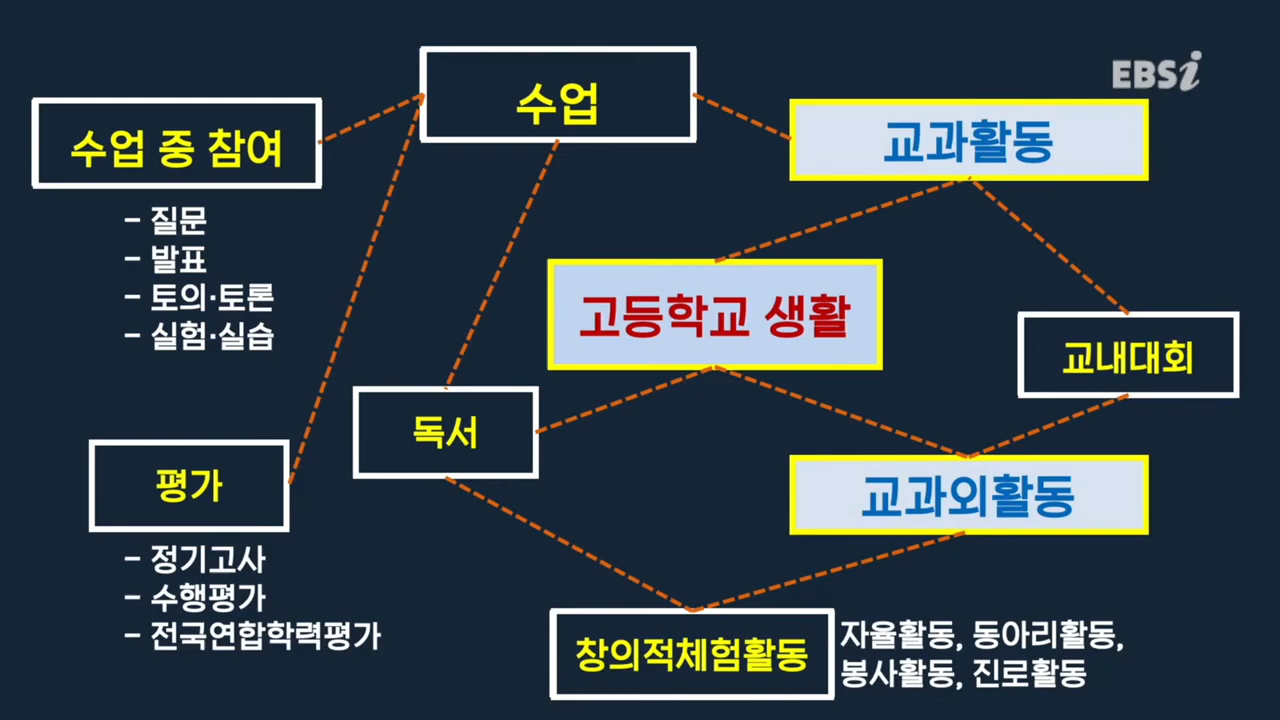 EBSi
수업
수업 중 참여
교과활동
- 질문
- 발표
- 토의·토론
- 실험·실습
고등학교 생활
교내대회
독서
평가
교과외활동
- 정기고사
- 수행평가
- 전국연합학력평가
창의적체험활동
자율활동, 동아리활동,
봉사활동, 진로활동